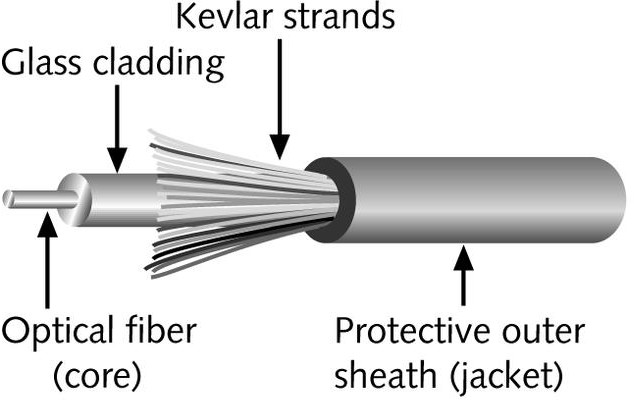 Kevlar strands
Glass cladding
Optical fiber
(core)
Protective outer
sheath (jacket)